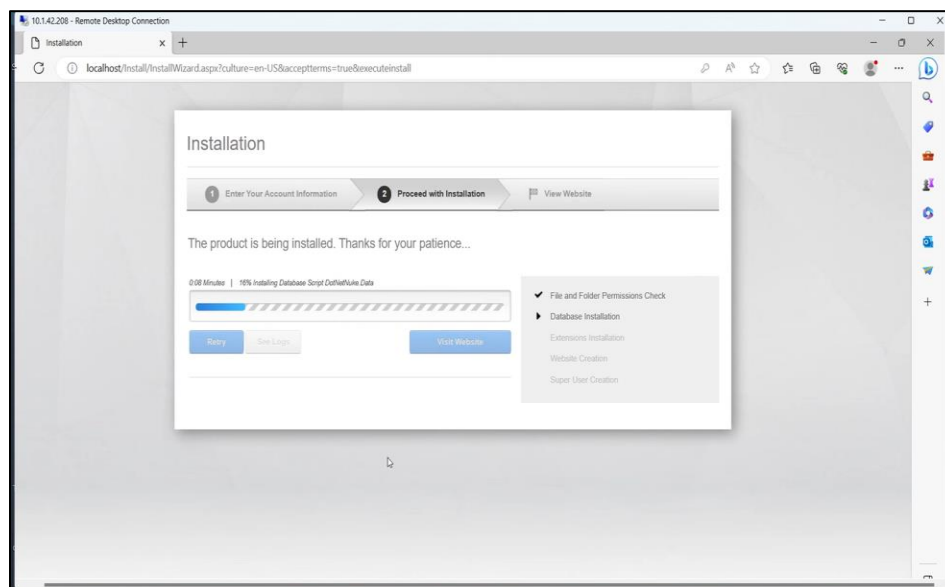 10.1.42.208 - Remote Desktop Connection
Installation
localhost/Install/InstallWizard.aspx?culture=en-US&acceptterms=true&executeinstall
Installation
1 Enter Your Account Information 2 Proceed with Installation View Website
The product is being installed. Thanks for your patience...
0:08 Minutes | 16% Installing Database Script DotNetNuke.Data
Retry See Logs Visit Website
File and Folder Permissions Check
Database Installation
Extensions Installation
Website Creation
Super User Creation